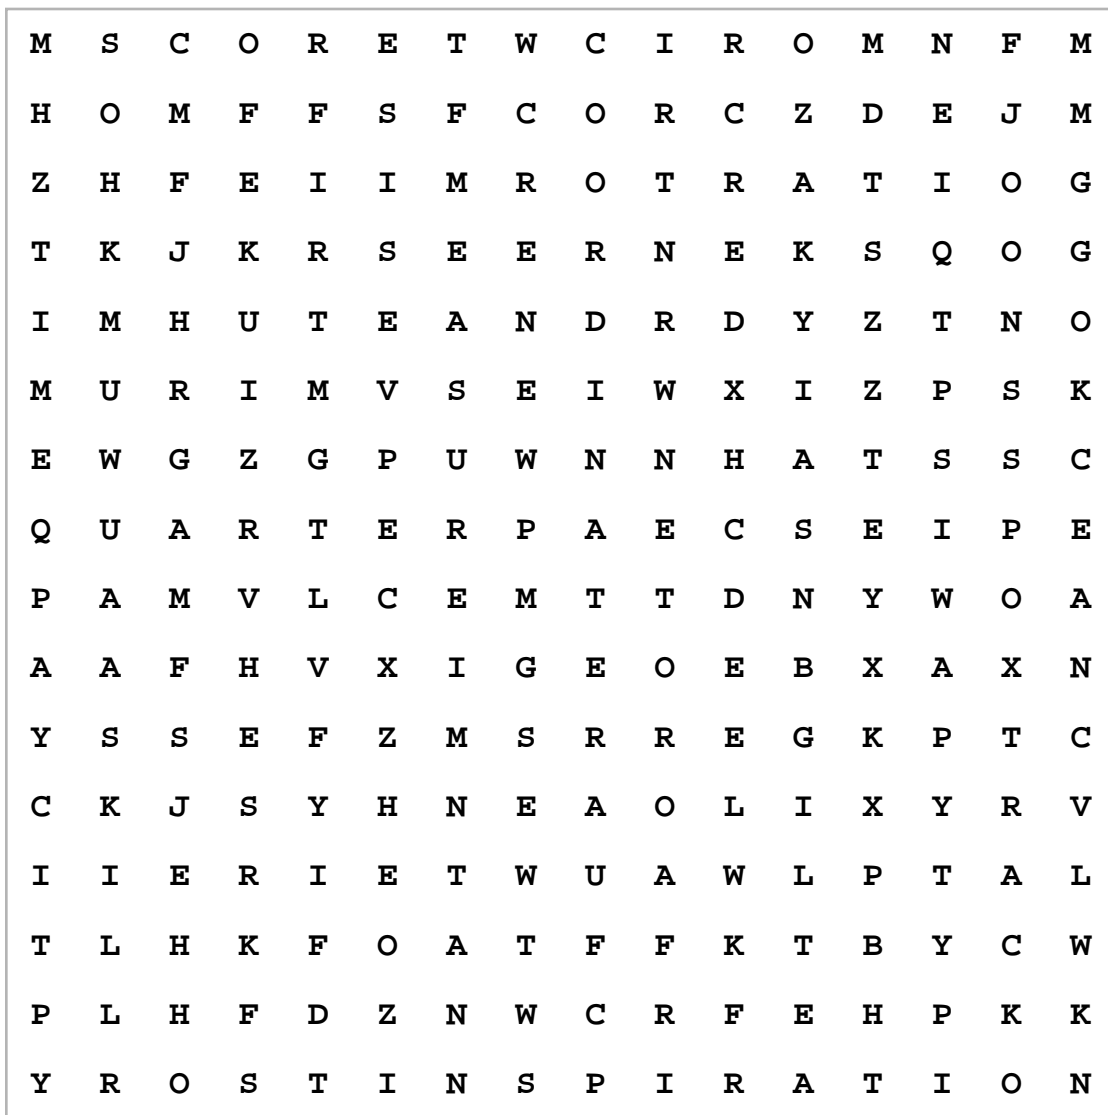 M S C O R E T W C I R O M N F M
H O M F F S F C O R C Z D E J M
Z H F E I I M R O T R A T I O G
T K J K R S E E R N E K S Q O G
I M H U T E A N D R D Y Z T N O
M U R I M V S E I W X I Z P S K
E W G Z G P U W N N H A T S S C
Q U A R T E R P A E C S E I P E
P A M V L C E M T T D N Y W O A
A A F H V X I G E O E B X A X N
Y S S E F Z M S R R E G K P T C
C K J S Y H N E A O L I X Y R V
I I E R I E T W U A W L P T A L
T L H K F O A T F F K T B Y C W
P L H F D Z N W C R F E H P K K
Y R O S T I N S P I R A T I O N